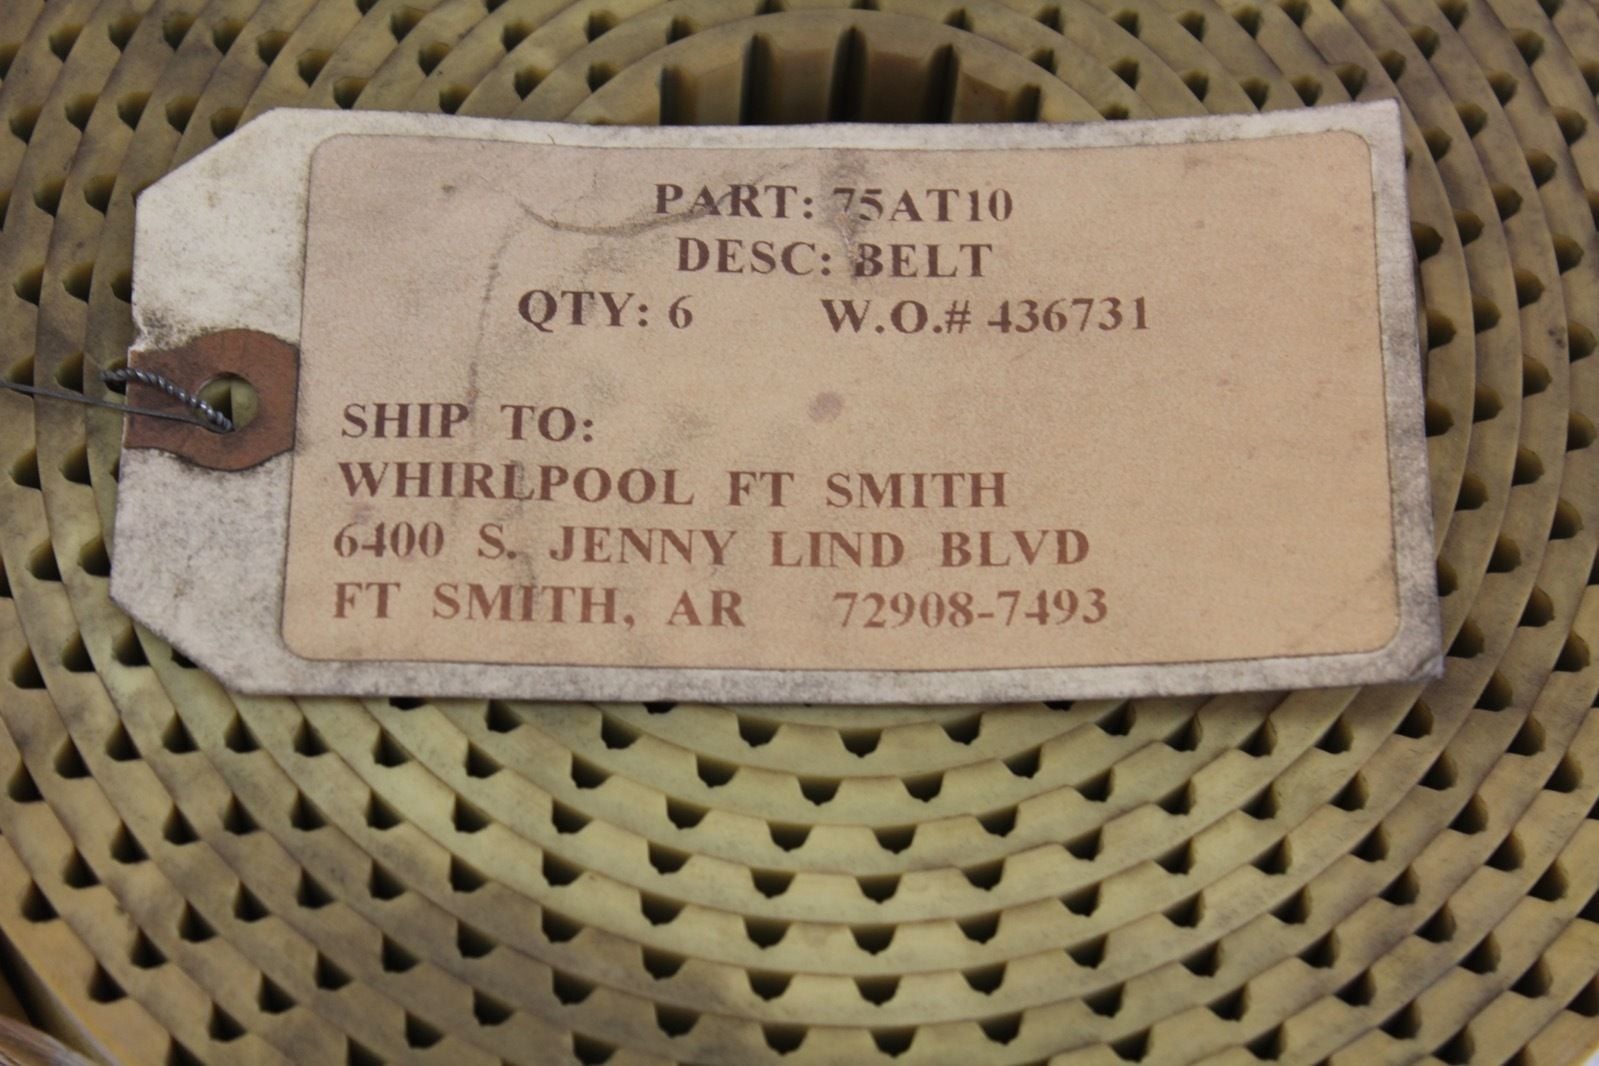 PART: 75AT10
DESC: BELT
QTY: 6 W.O.# 436731
SHIP TO:
WHIRLPOOL FT SMITH
6400 S. JENNY LIND BLVD
FT SMITH, AR 72908-7493